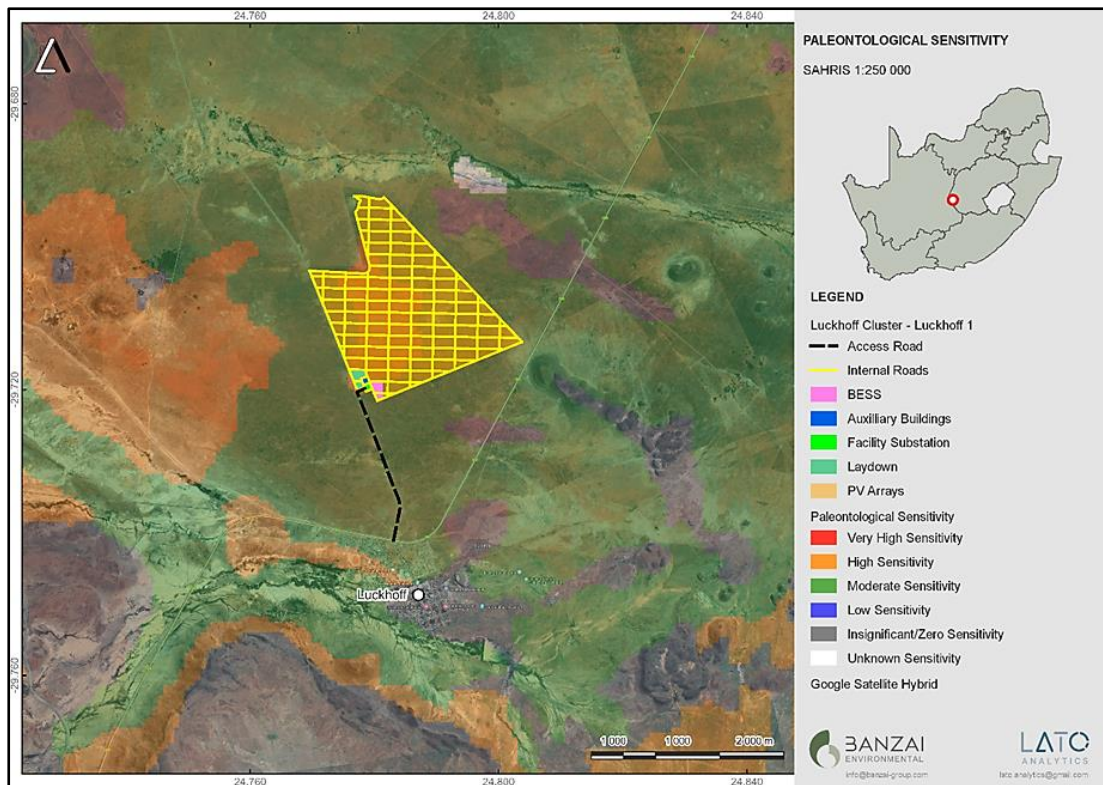 24.760
24.800
24.840
-29.680
-29.720
-29.760
Luckhoff
1 000
1 000
2 000 m
24.760
24.800
24.840
PALEONTOLOGICAL SENSITIVITY
SAHRIS 1:250 000
LEGEND
Luckhoff Cluster - Luckhoff 1
Access Road
Internal Roads
BESS
Auxilliary Buildings
Facility Substation
Laydown
PV Arrays
Paleontological Sensitivity
Very High Sensitivity
High Sensitivity
Moderate Sensitivity
Low Sensitivity
Insignificant/Zero Sensitivity
Unknown Sensitivity
Google Satellite Hybrid
BANZAI
ENVIRONMENTAL
info@banzai-group.com
LATO
ANALYTICS
lato.analytics@gmail.com